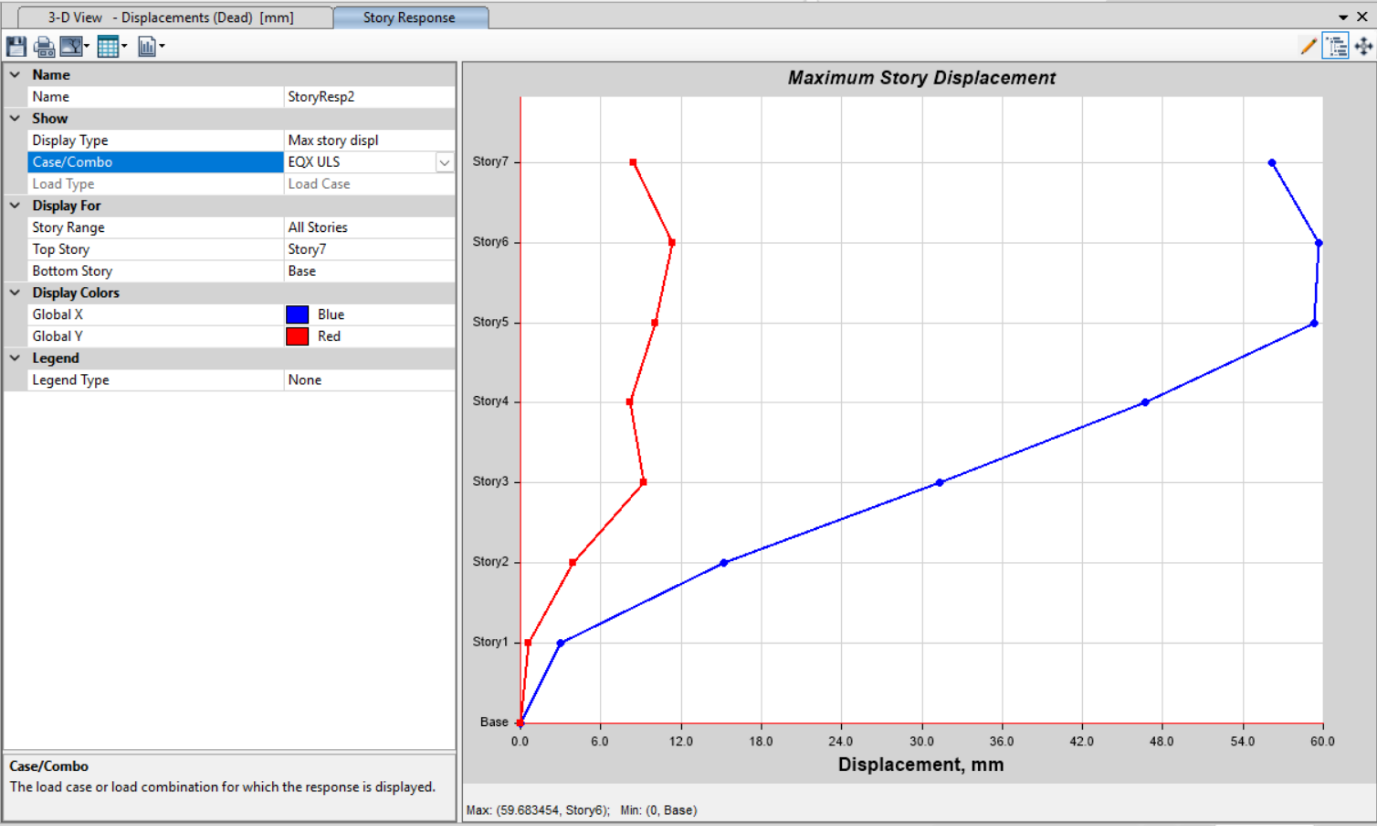 3-D View - Displacements (Dead) [mm]
Story Response
Name
Name StoryResp2
Show
Display Type Max story displ
Case/Combo EQX ULS
Load Type Load Case
Display For
Story Range All Stories
Top Story Story7
Bottom Story Base
Display Colors
Global X Blue
Global Y Red
Legend
Legend Type None
Case/Combo
The load case or load combination for which the response is displayed.
Maximum Story Displacement
Story7
Story6
Story5
Story4
Story3
Story2
Story1
Base
0.0 6.0 12.0 18.0 24.0 30.0 36.0 42.0 48.0 54.0 60.0
Displacement, mm
Max: (59.683454, Story6); Min: (0, Base)